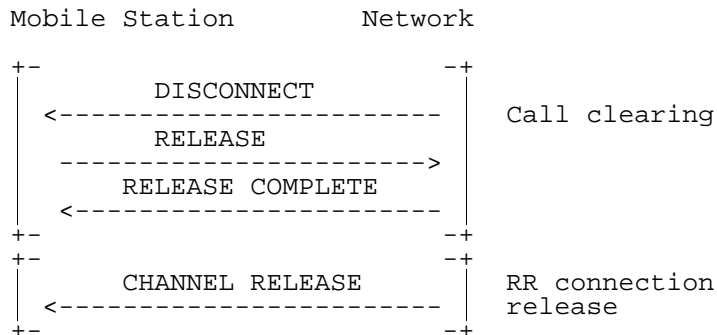 Mobile Station Network
DISCONNECT
Call clearing
RELEASE
RELEASE COMPLETE
CHANNEL RELEASE RR connection
release